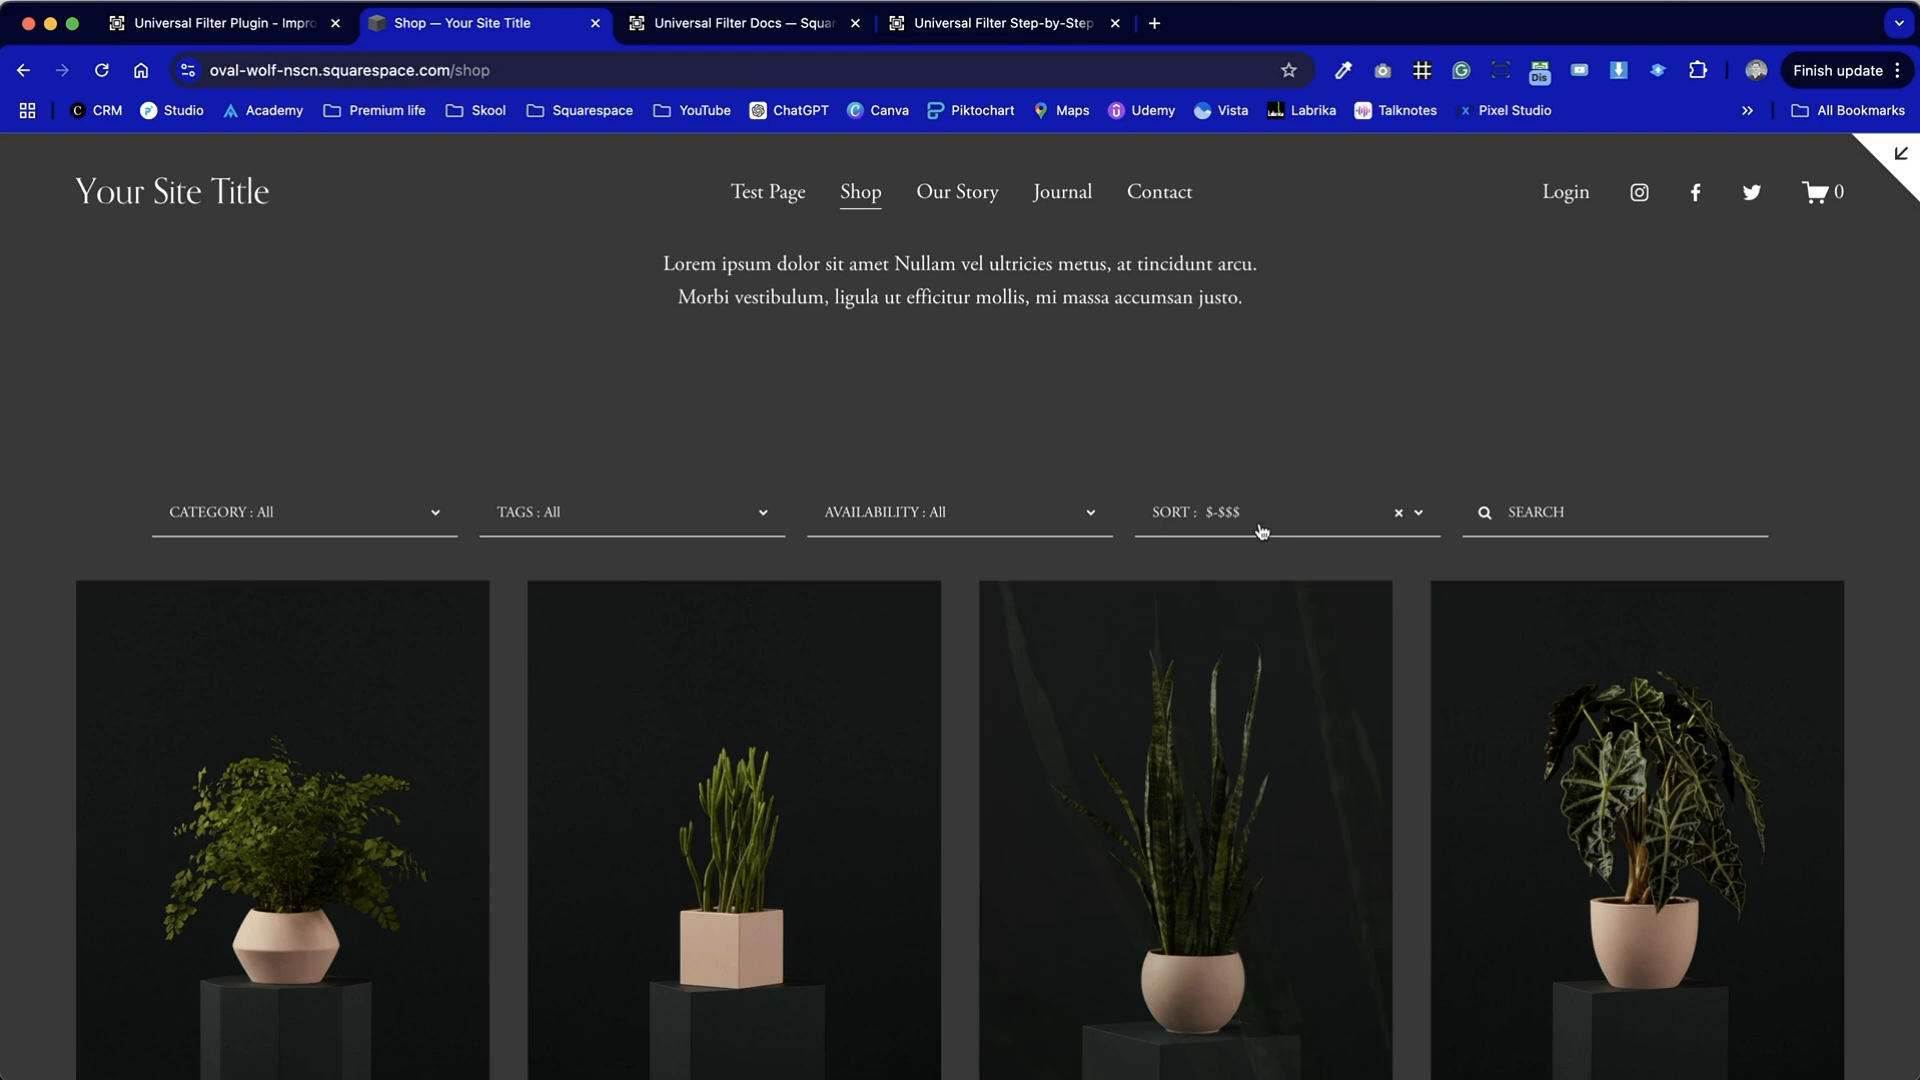 Universal Filter Plugin - Impro
Shop — Your Site Title
Universal Filter Docs — Squar
Universal Filter Step-by-Step
oval-wolf-nscn.squarespace.com/shop
Dis
Finish update
CRM
Studio
Academy
Premium life
Skool
Squarespace
YouTube
ChatGPT
Canva
Piktochart
Maps
Udemy
Vista
Labrika
Talknotes
Pixel Studio
All Bookmarks
Your Site Title
Test Page
Shop
Our Story
Journal
Contact
Login
0
Lorem ipsum dolor sit amet Nullam vel ultricies metus, at tincidunt arcu.
Morbi vestibulum, ligula ut efficitur mollis, mi massa accumsan justo.
CATEGORY : All
TAGS : All
AVAILABILITY : All
SORT : $-$$$
SEARCH